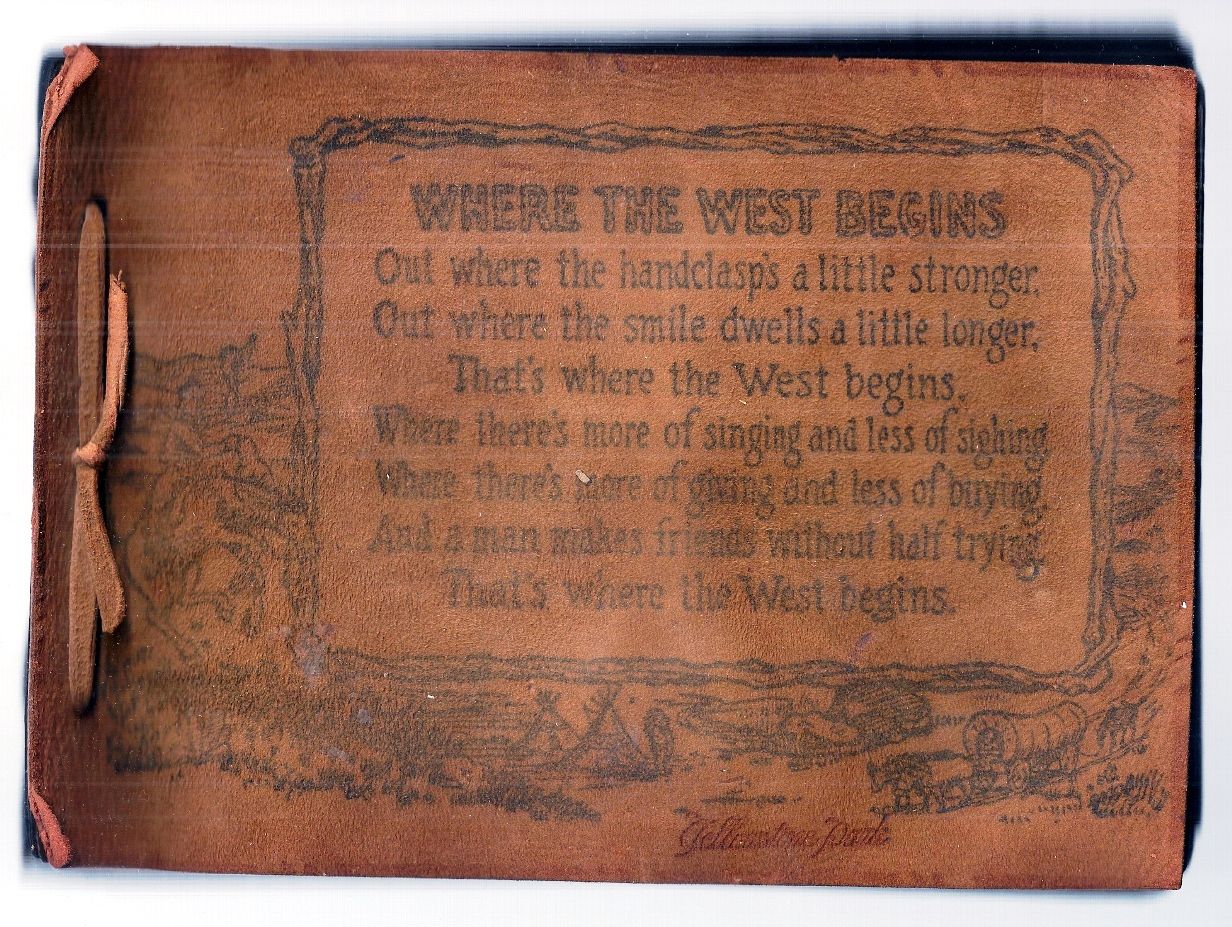 WHERE THE WEST BEGINS
Out where the handclasp's a little stronger,
Out where the smile dwells a little longer,
That's where the West begins.
Where there's more of singing and less of sighing
Where there's more of giving and less of buying
And a man makes friends without half trying,
That's where the West begins.
Yellowstone Park